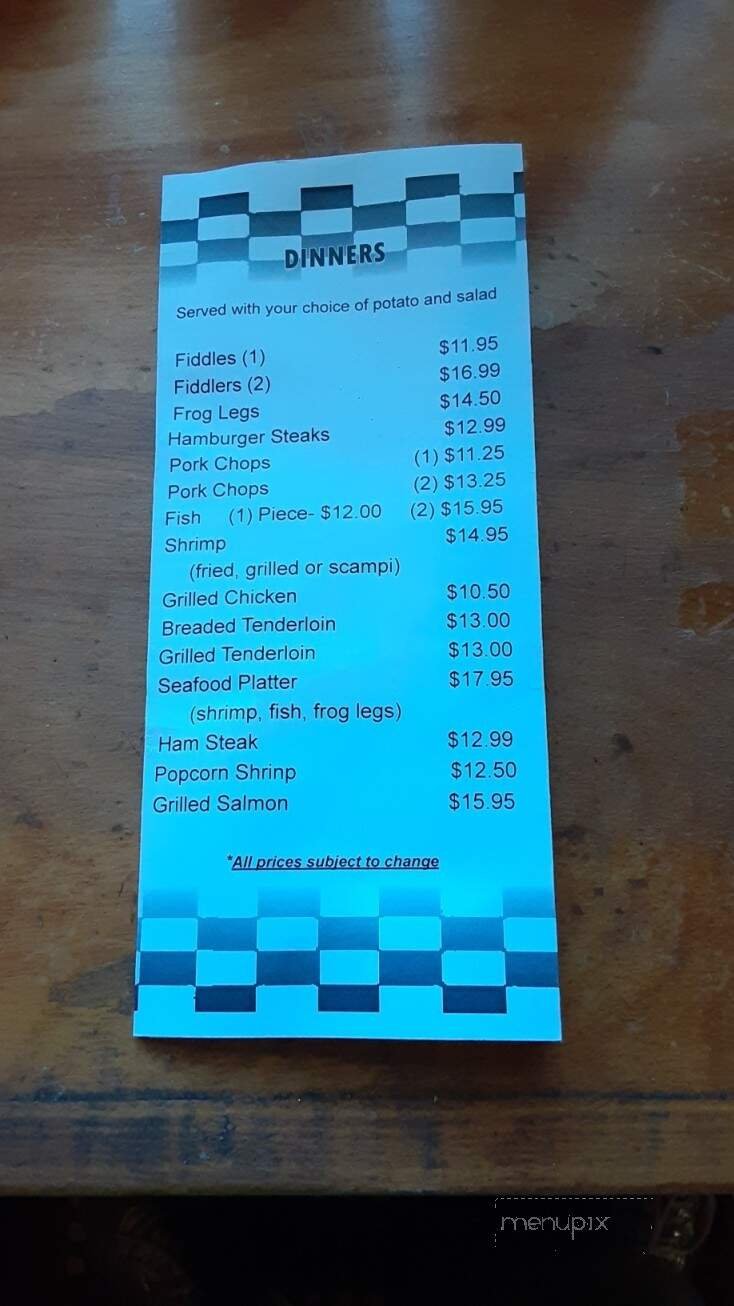 DINNERS
Served with your choice of potato and salad
Fiddles (1) $11.95
Fiddlers (2) $16.99
Frog Legs $14.50
Hamburger Steaks $12.99
Pork Chops (1) $11.25
Pork Chops (2) $13.25
Fish (1) Piece- $12.00 (2) $15.95
Shrimp $14.95
(fried, grilled or scampi)
Grilled Chicken $10.50
Breaded Tenderloin $13.00
Grilled Tenderloin $13.00
Seafood Platter $17.95
(shrimp, fish, frog legs)
Ham Steak $12.99
Popcorn Shrinp $12.50
Grilled Salmon $15.95
*All prices subject to change
menupix